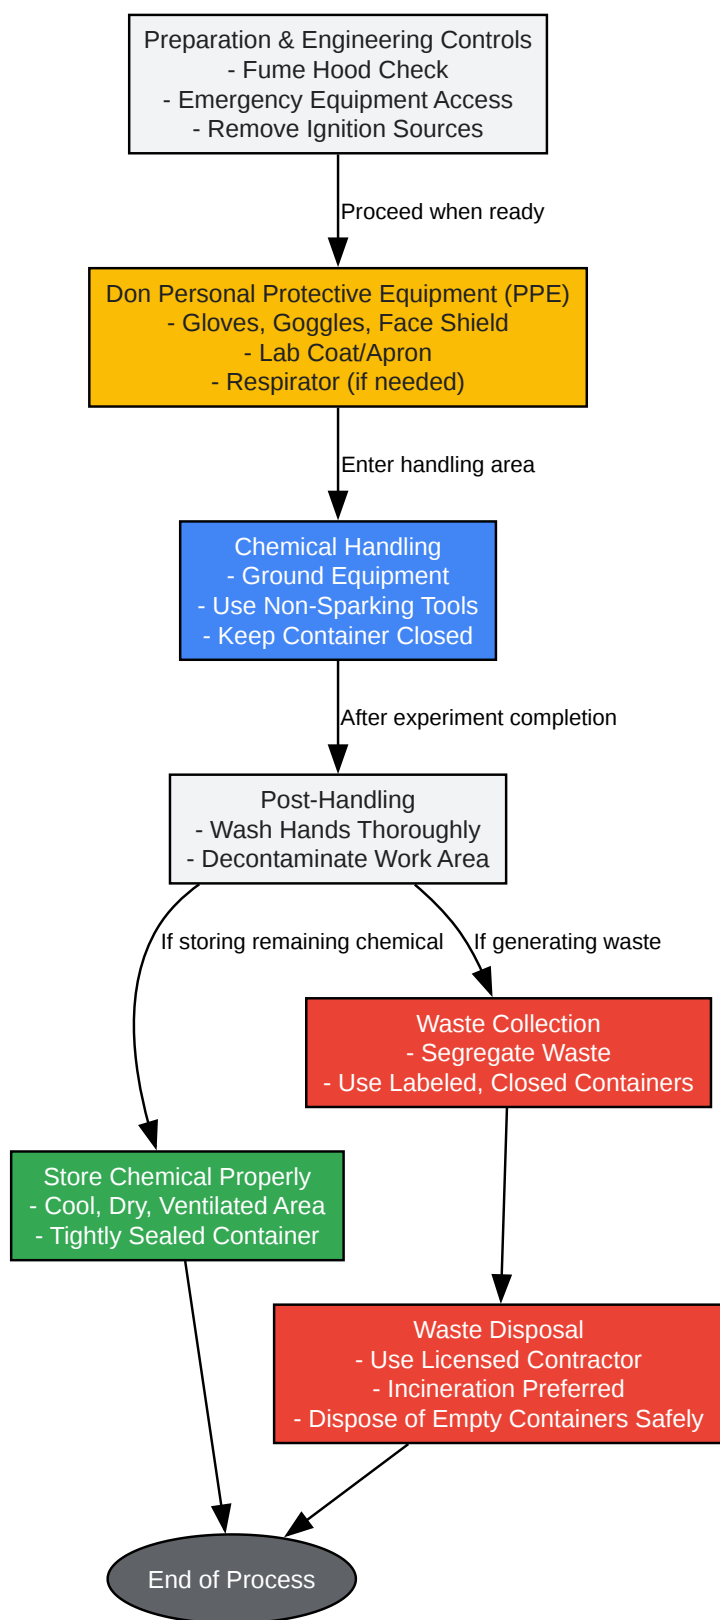 Preparation & Engineering Controls
- Fume Hood Check
- Emergency Equipment Access
- Remove Ignition Sources
Proceed when ready
Don Personal Protective Equipment (PPE)
- Gloves, Goggles, Face Shield
- Lab Coat/Apron
- Respirator (if needed)
Enter handling area
Chemical Handling
- Ground Equipment
- Use Non-Sparking Tools
- Keep Container Closed
After experiment completion
Post-Handling
- Wash Hands Thoroughly
- Decontaminate Work Area
If storing remaining chemical
If generating waste
Waste Collection
- Segregate Waste
- Use Labeled, Closed Containers
Store Chemical Properly
- Cool, Dry, Ventilated Area
- Tightly Sealed Container
Waste Disposal
- Use Licensed Contractor
- Incineration Preferred
- Dispose of Empty Containers Safely
End of Process